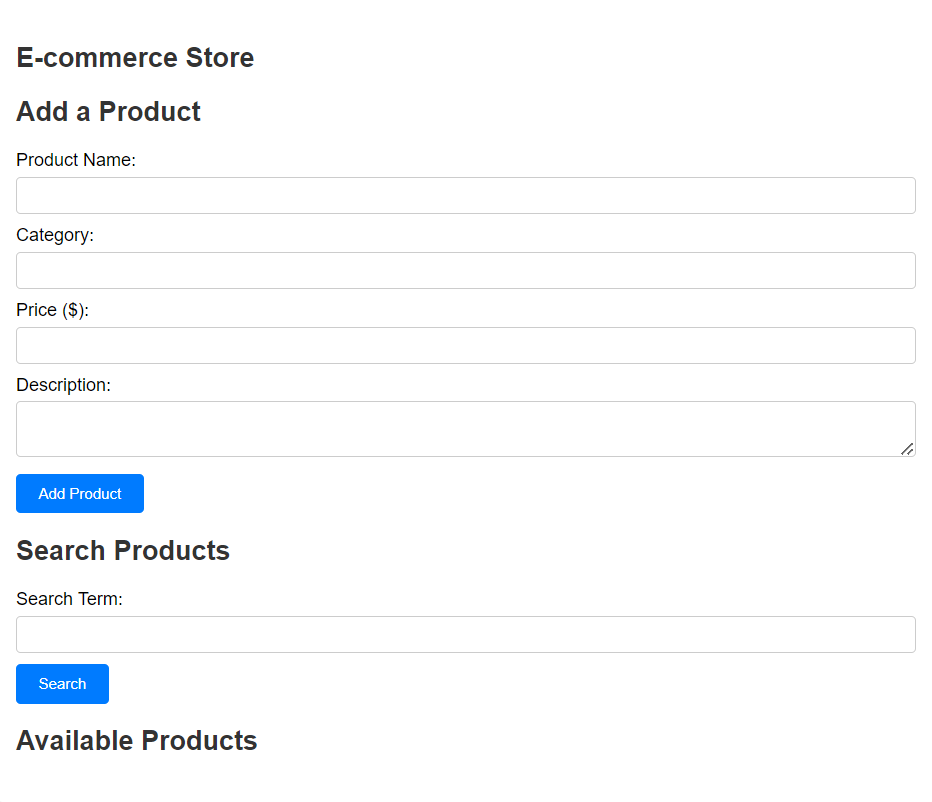 E-commerce Store
Add a Product
Product Name:
Category:
Price ($):
Description:
Add Product
Search Products
Search Term:
Search
Available Products